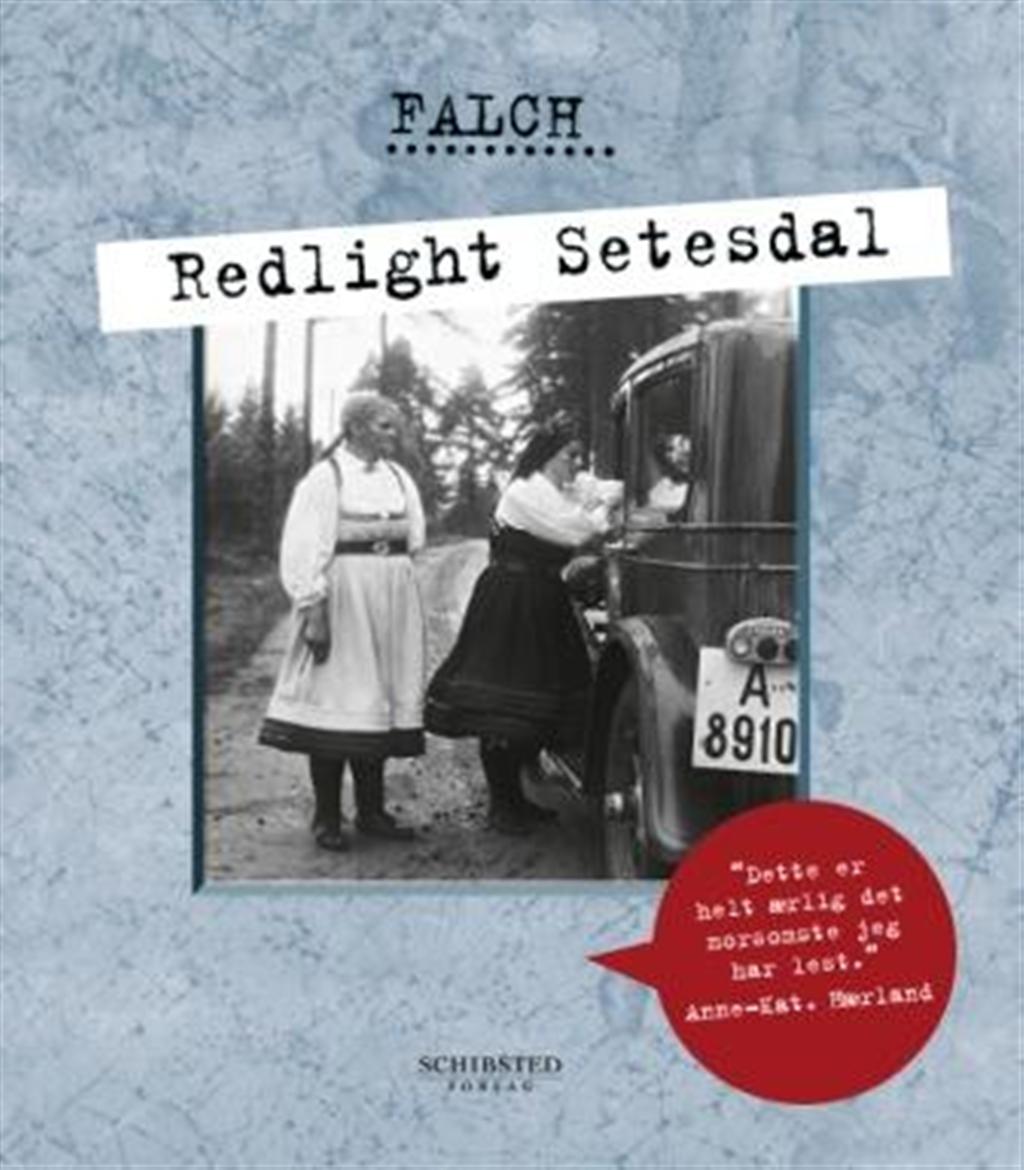 FALCH
Redlight Setesdal
A
8910
"Dette er
helt ærlig det
morsomste jeg
har lest."
Anne-Kat. Hærland
SCHIBSTED
FORLAG